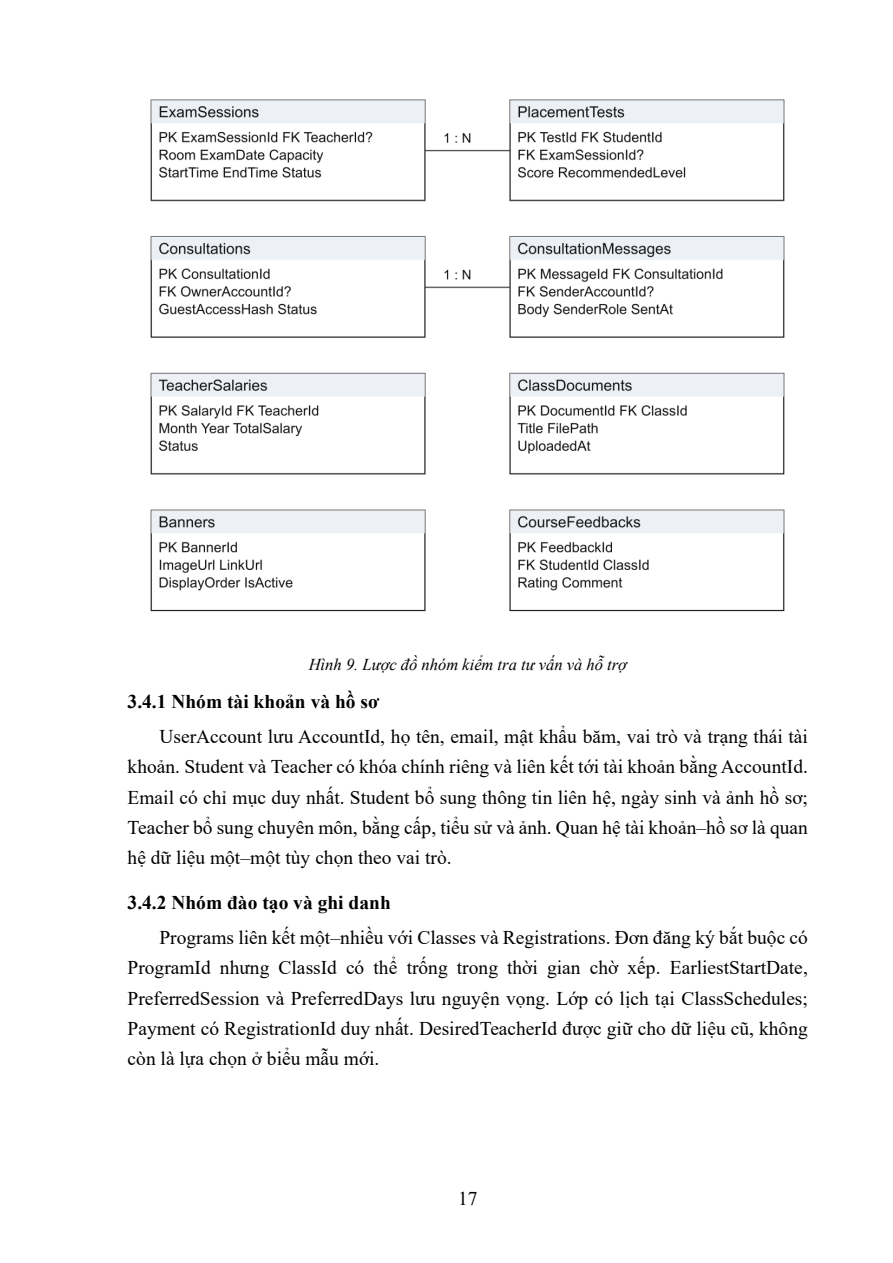 ExamSessions
PK ExamSessionId FK TeacherId?
Room ExamDate Capacity
StartTime EndTime Status
1 : N
PlacementTests
PK TestId FK StudentId
FK ExamSessionId?
Score RecommendedLevel
Consultations
PK ConsultationId
FK OwnerAccountId?
GuestAccessHash Status
1 : N
ConsultationMessages
PK MessageId FK ConsultationId
FK SenderAccountId?
Body SenderRole SentAt
TeacherSalaries
PK SalaryId FK TeacherId
Month Year TotalSalary
Status
ClassDocuments
PK DocumentId FK ClassId
Title FilePath
UploadedAt
Banners
PK BannerId
ImageUrl LinkUrl
DisplayOrder IsActive
CourseFeedbacks
PK FeedbackId
FK StudentId ClassId
Rating Comment
Hình 9. Lược đồ nhóm kiểm tra tư vấn và hỗ trợ
3.4.1 Nhóm tài khoản và hồ sơ
UserAccount lưu AccountId, họ tên, email, mật khẩu băm, vai trò và trạng thái tài
khoản. Student và Teacher có khóa chính riêng và liên kết tới tài khoản bằng AccountId.
Email có chỉ mục duy nhất. Student bổ sung thông tin liên hệ, ngày sinh và ảnh hồ sơ;
Teacher bổ sung chuyên môn, bằng cấp, tiểu sử và ảnh. Quan hệ tài khoản–hồ sơ là quan
hệ dữ liệu một–một tùy chọn theo vai trò.
3.4.2 Nhóm đào tạo và ghi danh
Programs liên kết một–nhiều với Classes và Registrations. Đơn đăng ký bắt buộc có
ProgramId nhưng ClassId có thể trống trong thời gian chờ xếp. EarliestStartDate,
PreferredSession và PreferredDays lưu nguyện vọng. Lớp có lịch tại ClassSchedules;
Payment có RegistrationId duy nhất. DesiredTeacherId được giữ cho dữ liệu cũ, không
còn là lựa chọn ở biểu mẫu mới.
17